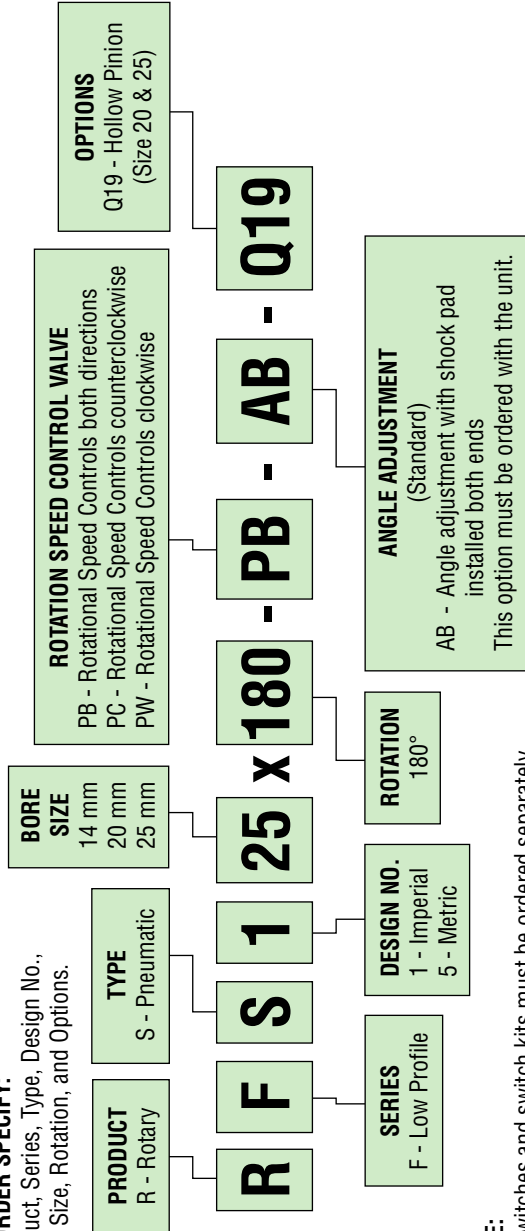 RDER SPECIFY:
uct, Series, Type, Design No.,
Size, Rotation, and Options.
PRODUCT
R - Rotary
TYPE
S - Pneumatic
BORE
SIZE
14 mm
20 mm
25 mm
ROTATION SPEED CONTROL VALVE
PB - Rotational Speed Controls both directions
PC - Rotational Speed Controls counterclockwise
PW - Rotational Speed Controls clockwise
OPTIONS
Q19 - Hollow Pinion
(Size 20 & 25)
R F S 1 25 x 180 - PB - AB - Q19
SERIES
F - Low Profile
DESIGN NO.
1 - Imperial
5 - Metric
ROTATION
180°
ANGLE ADJUSTMENT
(Standard)
AB - Angle adjustment with shock pad
installed both ends
This option must be ordered with the unit.
E:
witches and switch kits must be ordered separately